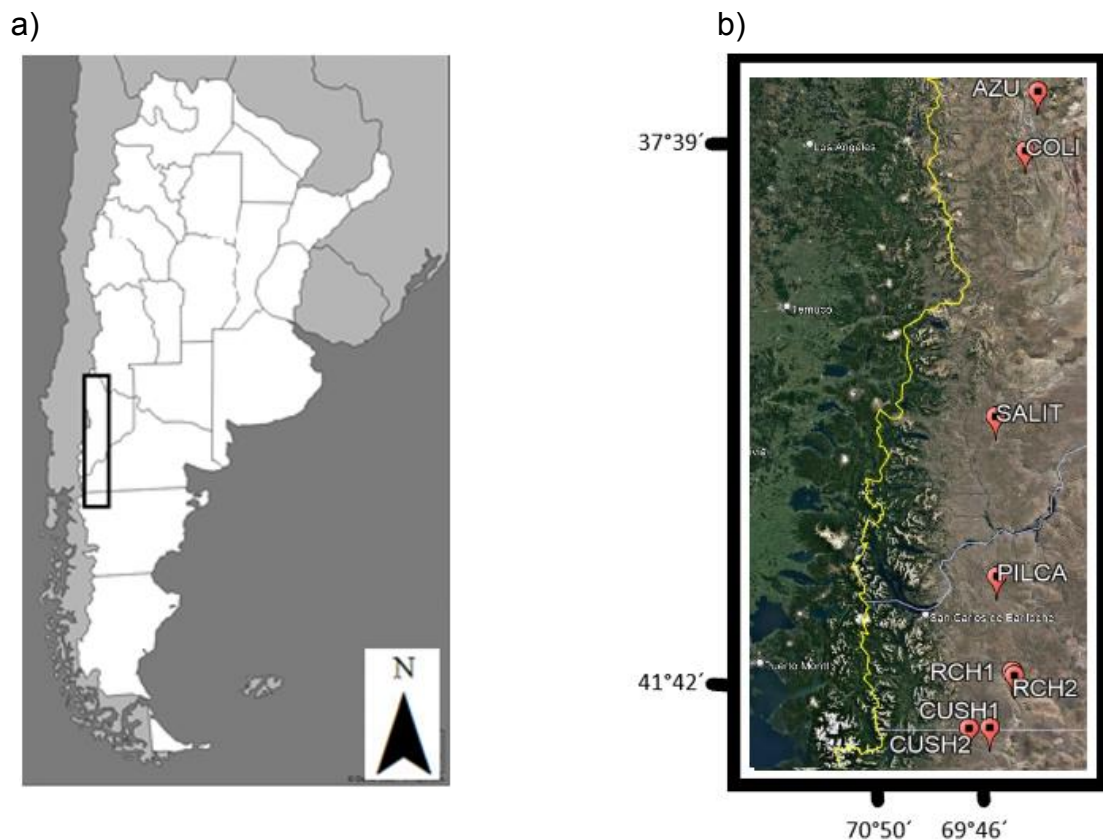 a)
b)
N
37°39´
41°42´
70°50´
69°46´
AZU
COLI
SALIT
PILCA
RCH1
RCH2
CUSH1
CUSH2
Los Angeles
Temuco
San Carlos de Bariloche
Puerto Montt